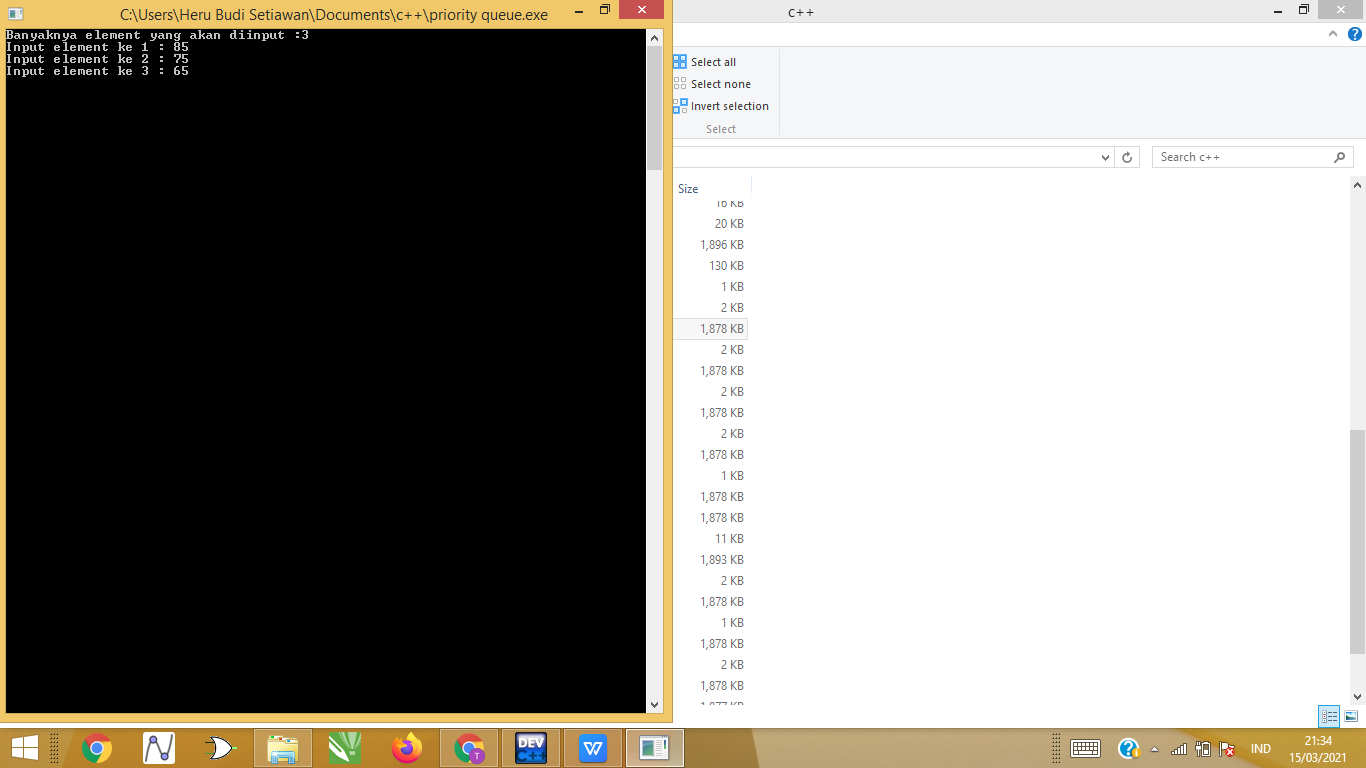 C:\Users\Heru Budi Setiawan\Documents\c++\priority queue.exe
Banyaknya element yang akan diinput :3
Input element ke 1 : 85
Input element ke 2 : 75
Input element ke 3 : 65
c++
Select all
Select none
Invert selection
Select
Search c++
Size
16 KB
20 KB
1,896 KB
130 KB
1 KB
2 KB
1,878 KB
2 KB
1,878 KB
2 KB
1,878 KB
2 KB
1,878 KB
1 KB
1,878 KB
1,878 KB
11 KB
1,893 KB
2 KB
1,878 KB
1 KB
1,878 KB
2 KB
1,878 KB
1,877 KB
DEV
C++
T
W
IND
21:34
15/03/2021